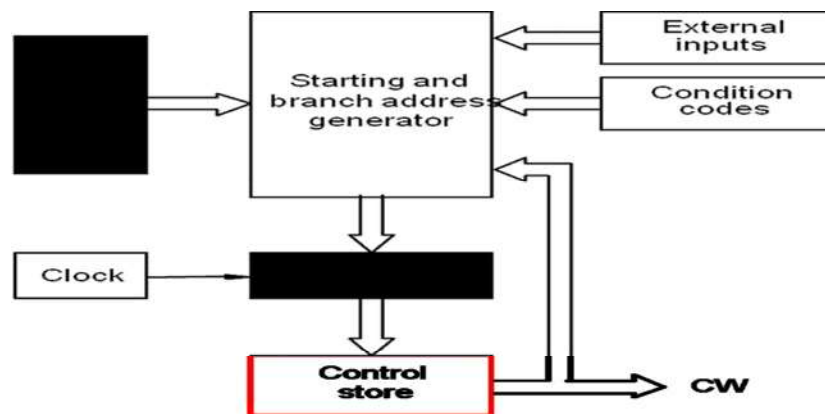 External
inputs
Starting and
branch address
generator
Condition
codes
Clock
Control
store
CW